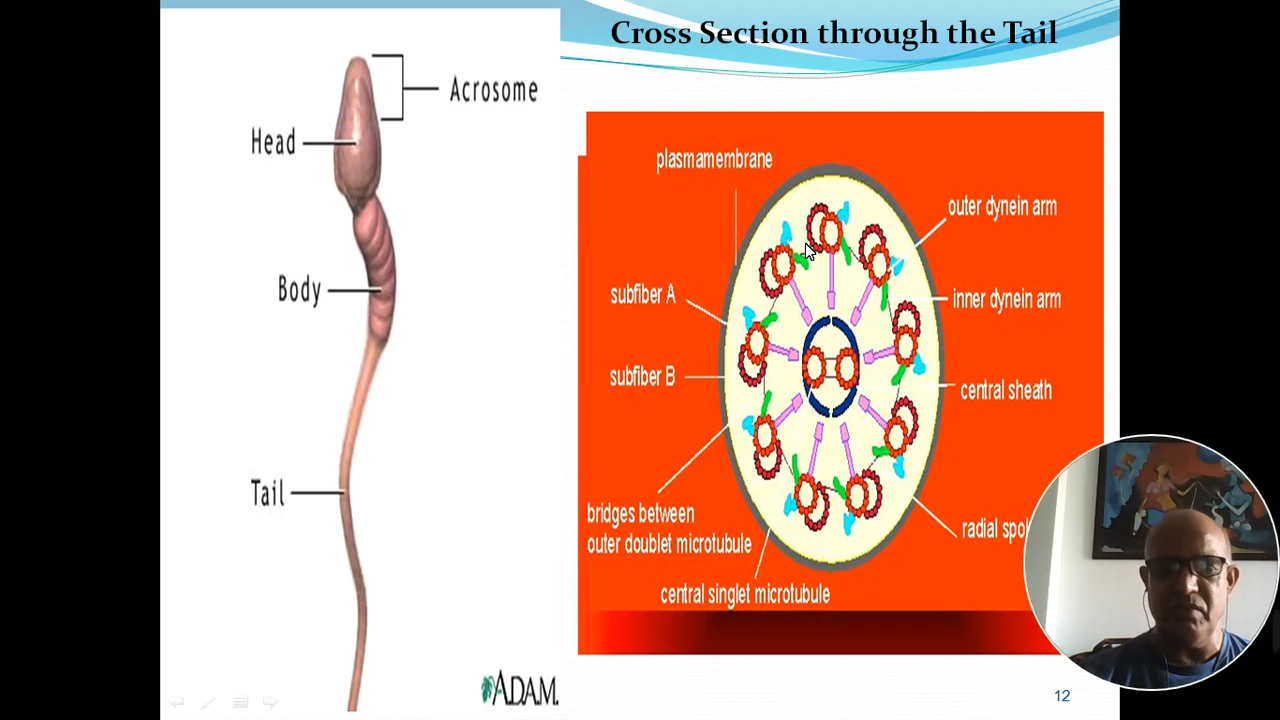 Cross Section through the Tail
Acrosome
Head
Body
Tail
ADAM.
plasmamembrane
outer dynein arm
subfiber A
inner dynein arm
subfiber B
central sheath
bridges between
outer doublet microtubule
radial spo
central singlet microtubule
12